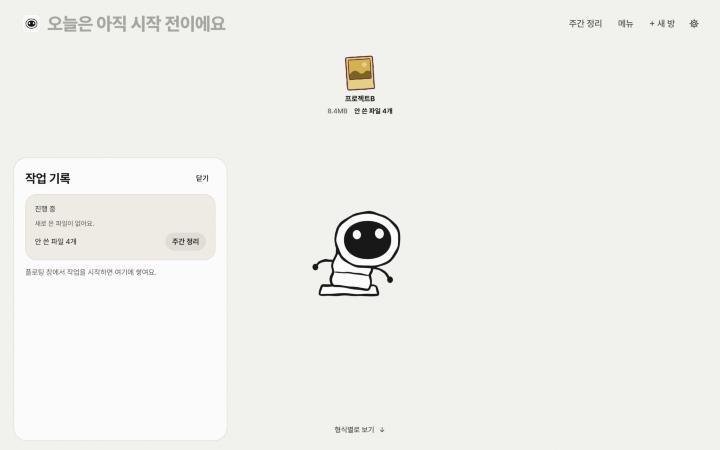 오늘은 아직 시작 전이에요
주간 정리 메뉴 + 새 방
프로젝트B
8.4MB 안 쓴 파일 4개
작업 기록 닫기
진행 중
새로 쓴 파일이 없어요.
안 쓴 파일 4개 주간 정리
플로팅 창에서 작업을 시작하면 여기에 쌓여요.
형식별로 보기 ↓